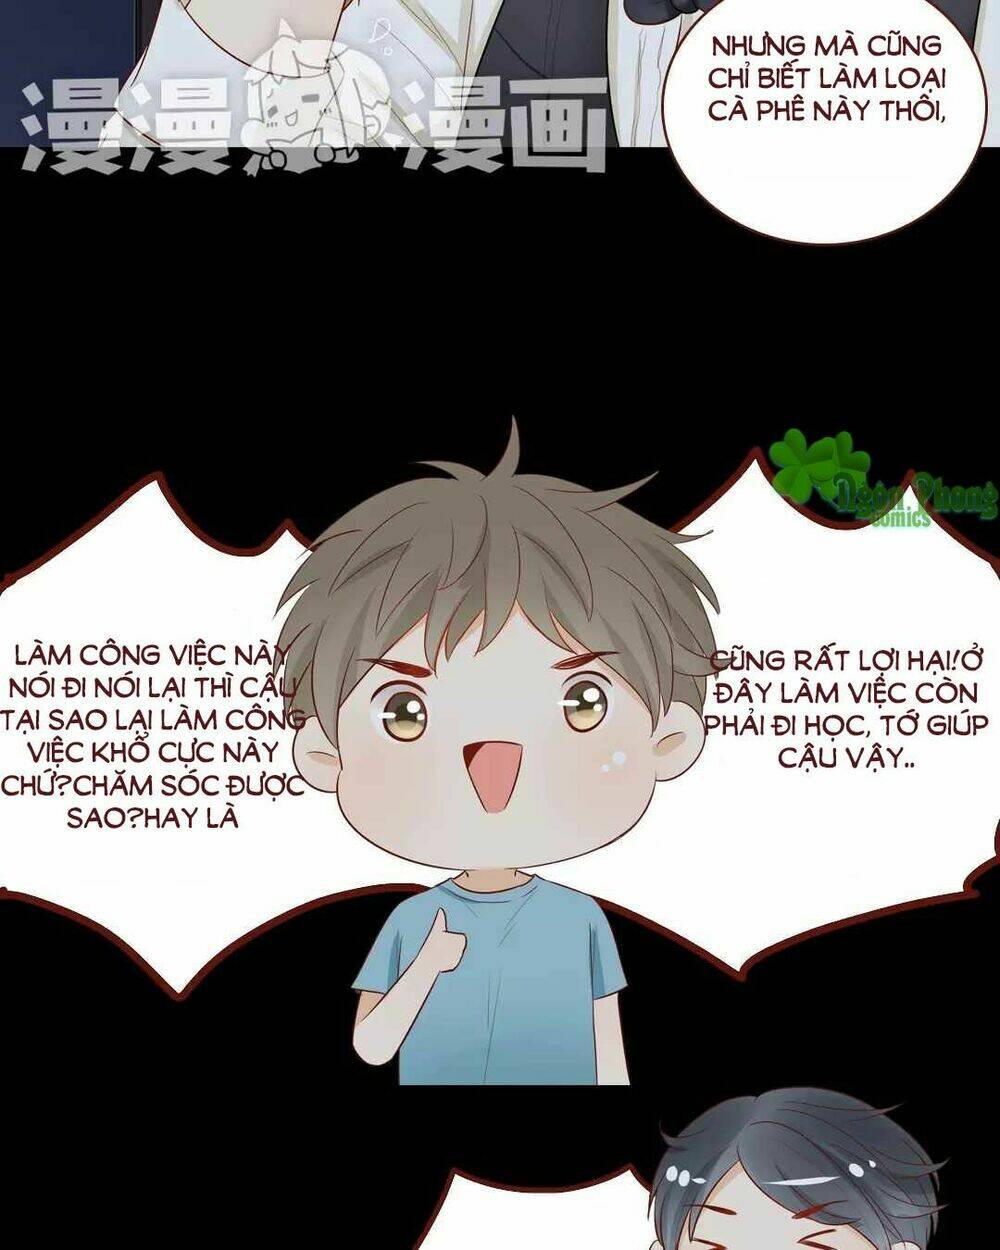 NHƯNG MÀ CŨNG
CHỈ BIẾT LÀM LOẠI
CÀ PHÊ NÀY THÔI,
漫漫漫画
Ngôn Phong
comics
LÀM CÔNG VIỆC NÀY
NÓI ĐI NÓI LẠI THÌ CẬU
TẠI SAO LẠI LÀM CÔNG
VIỆC KHỔ CỰC NÀY
CHỨ?CHĂM SÓC ĐƯỢC
SAO?HAY LÀ
CŨNG RẤT LỢI HẠI!Ở
ĐÂY LÀM VIỆC CÒN
PHẢI ĐI HỌC, TỚ GIÚP
CẬU VẬY..